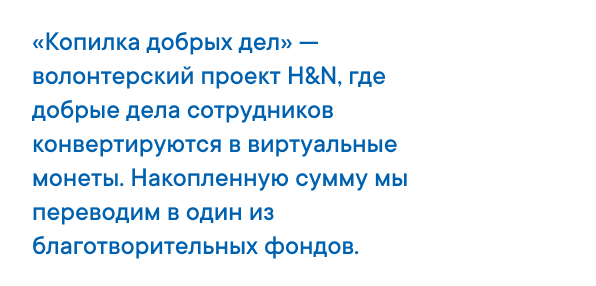 «Копилка добрых дел» —
волонтерский проект H&N, где
добрые дела сотрудников
конвертируются в виртуальные
монеты. Накопленную сумму мы
переводим в один из
благотворительных фондов.